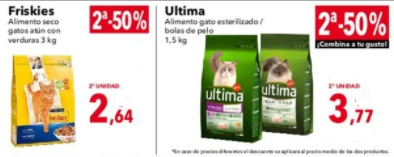 Friskies
Alimento seco
gatos atún con
verduras 3 kg
2ª-50%
2ª UNIDAD
2,64
Ultima
Alimento gato esterilizado /
bolas de pelo
1,5 kg
2ª-50%
¡Combina a tu gusto!
ultima
ultima
2ª UNIDAD
3,77
*En caso de precios diferentes el descuento se aplicará al precio medio de los dos productos.